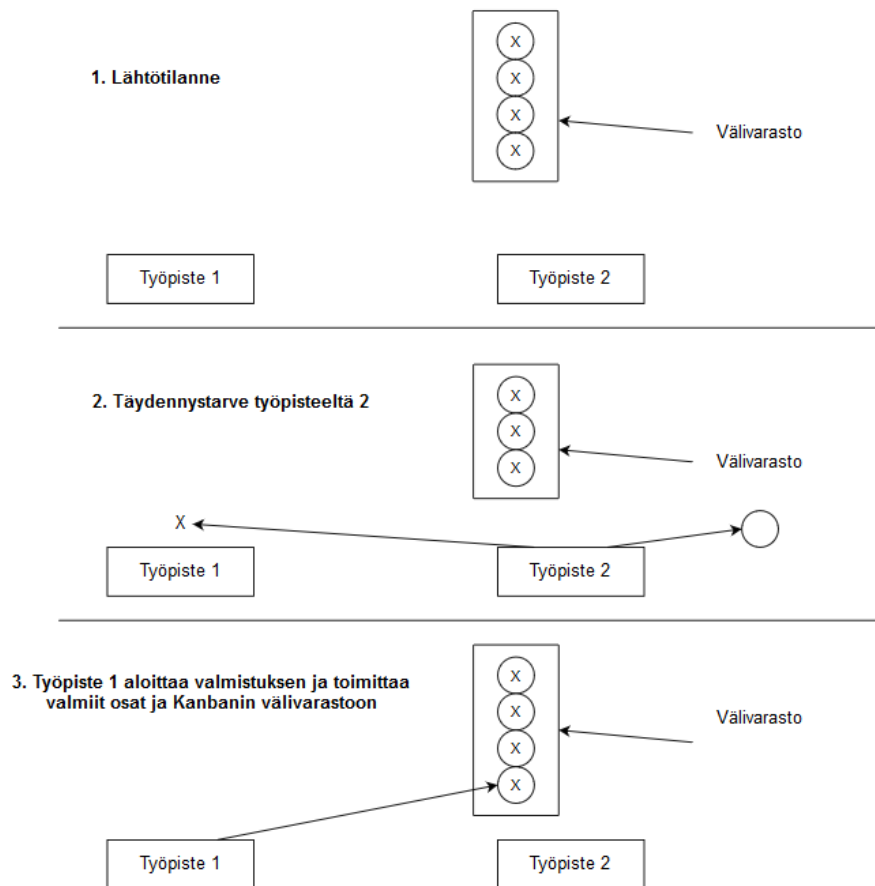 X
X
1. Lähtötilanne
X
Välivarasto
X
Työpiste 1
Työpiste 2
X
2. Täydennystarve työpisteeltä 2
X
Välivarasto
X
X
Työpiste 1
Työpiste 2
X
3. Työpiste 1 aloittaa valmistuksen ja toimittaa
valmiit osat ja Kanbanin välivarastoon
X
Välivarasto
X
X
Työpiste 1
Työpiste 2